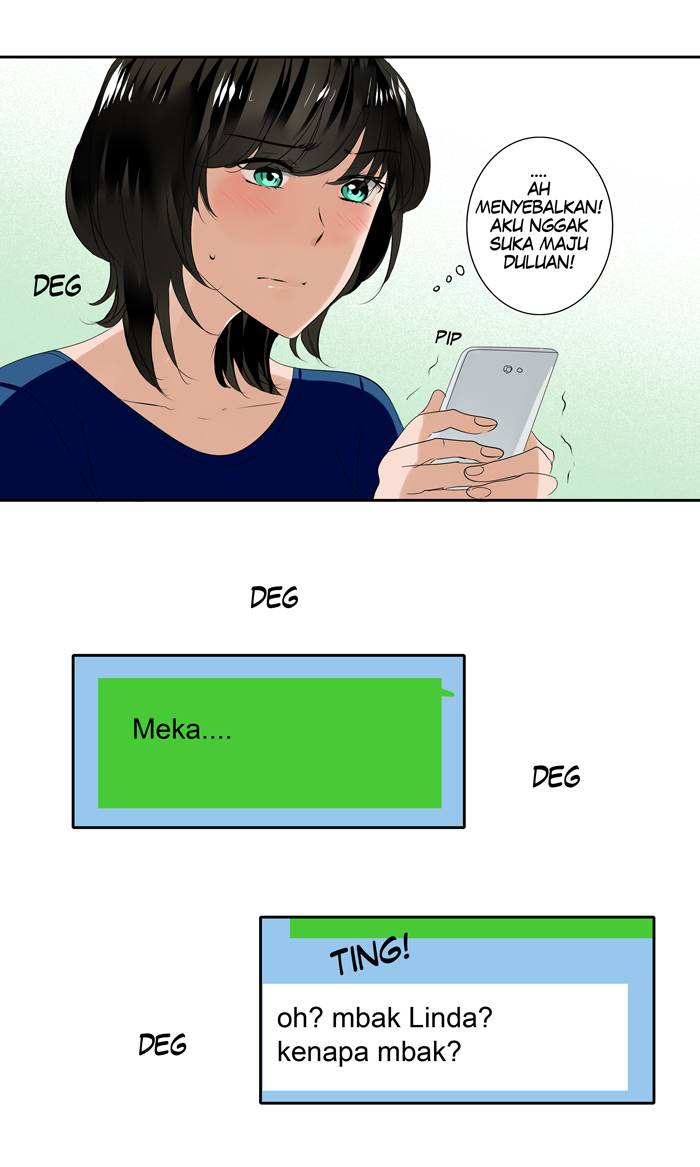 ....
AH
MENYEBALKAN!
AKU NGGAK
SUKA MAJU
DULUAN!
DEG
PIP
DEG
Meka....
DEG
TING!
oh? mbak Linda?
kenapa mbak?
DEG